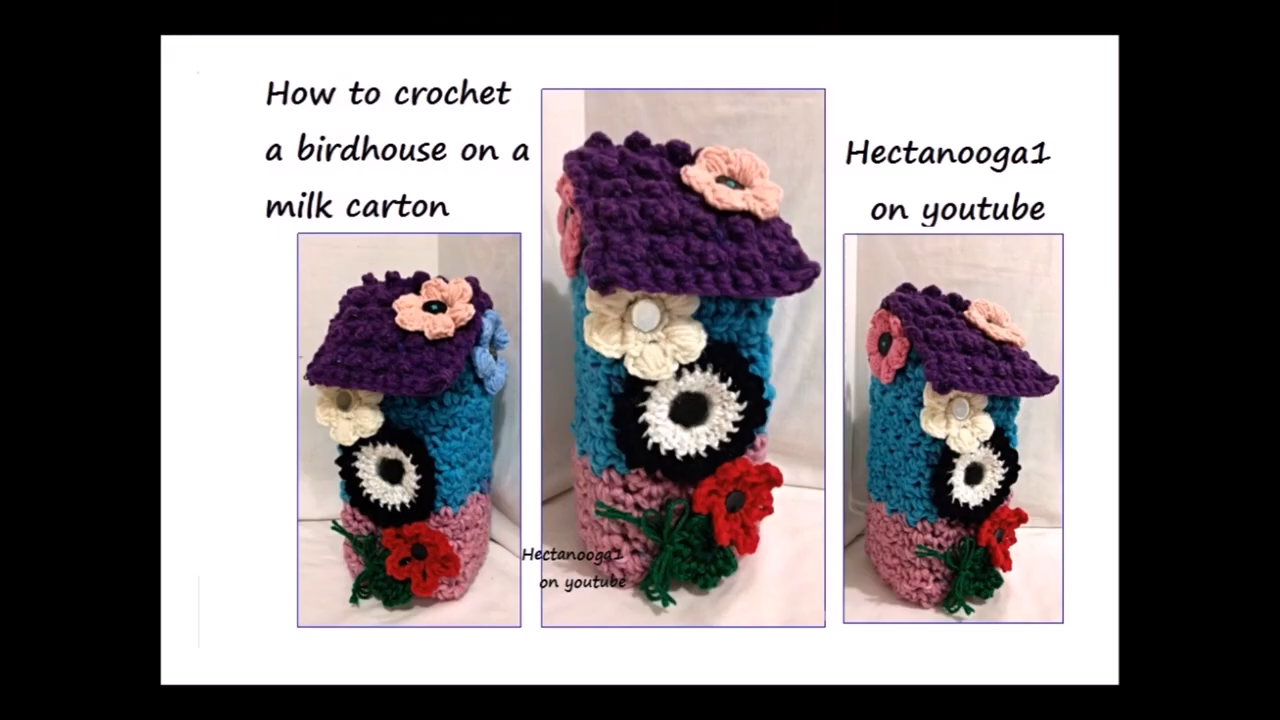 How to crochet
a birdhouse on a
milk carton
Hectanooga1
on youtube
Hectanooga1
on youtube